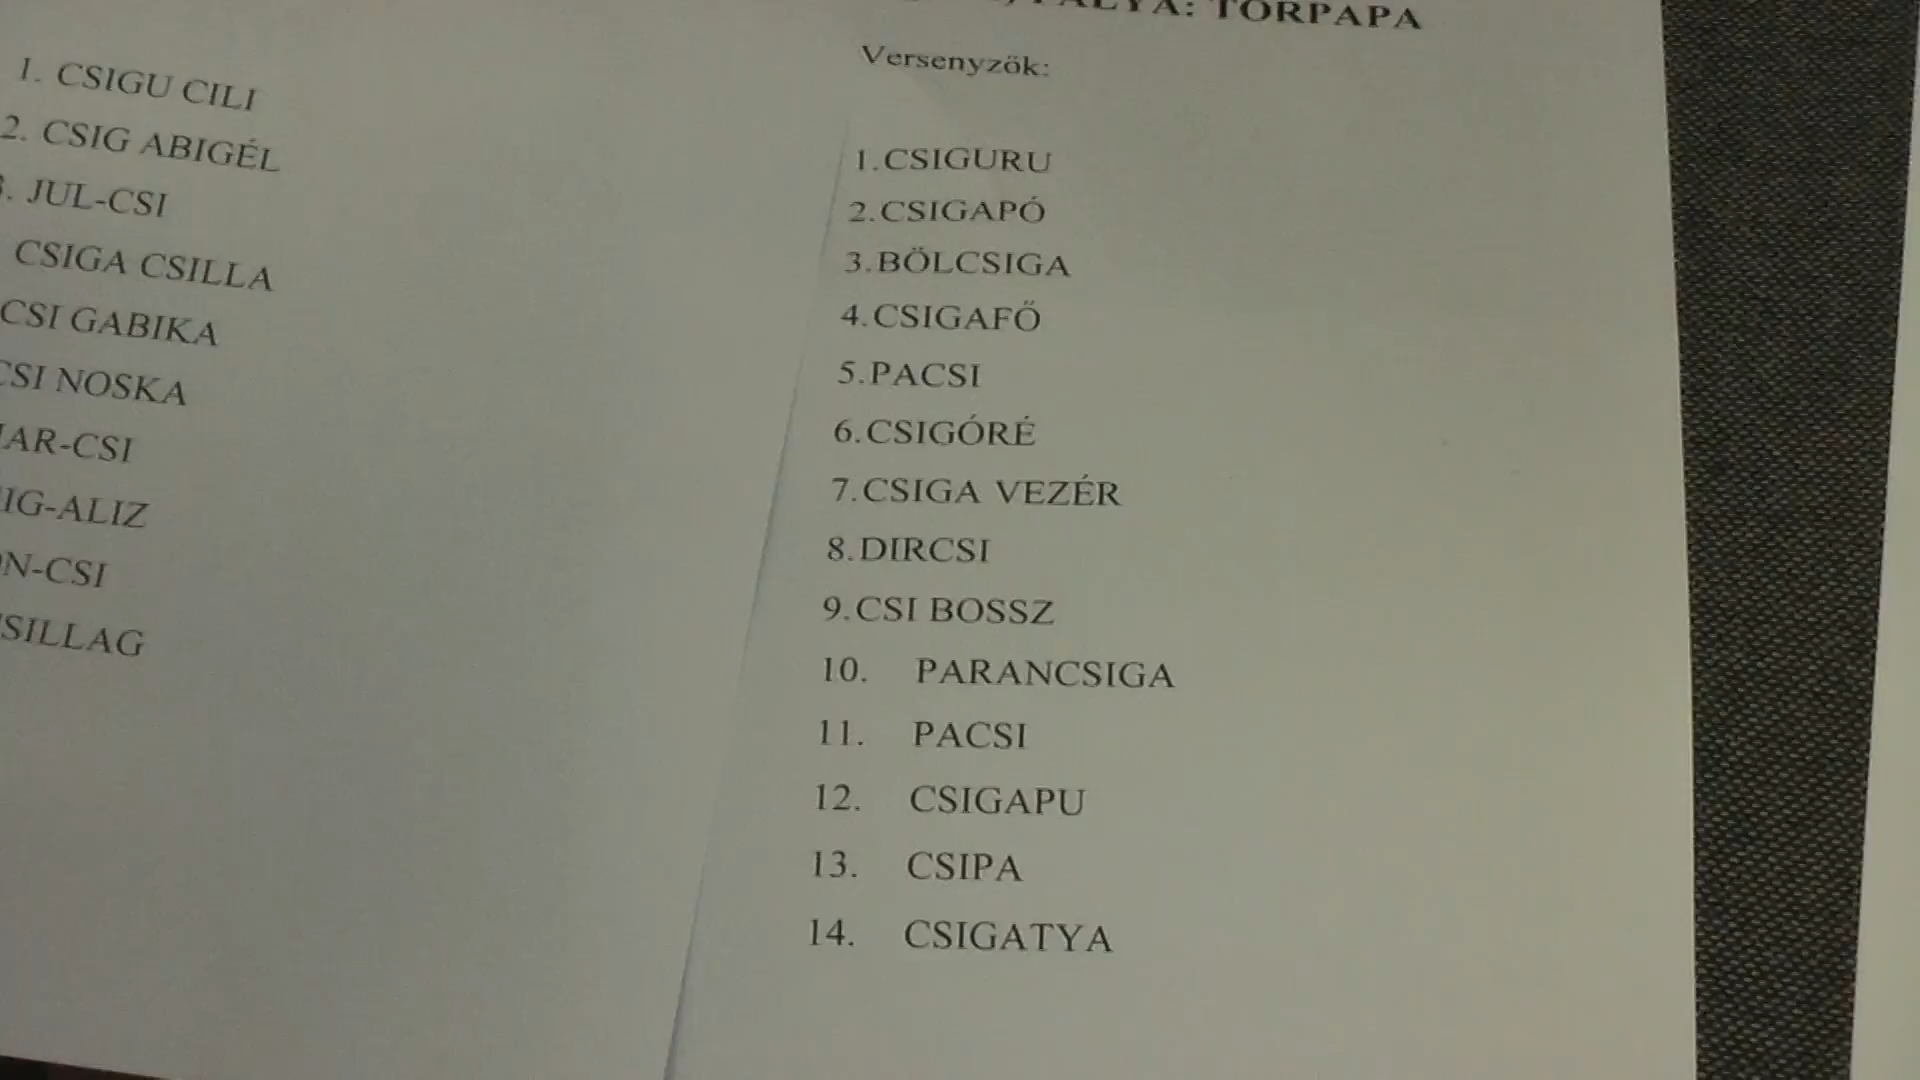 1. CSIGU CILI
2. CSIG ABIGÉL
3. JUL-CSI
CSIGA CSILLA
CSI GABIKA
CSI NOSKA
AR-CSI
IG-ALIZ
N-CSI
SILLAG
PÁLYA: TÖRPAPA
Versenyzők:
1.CSIGURU
2.CSIGAPÓ
3.BÖLCSIGA
4.CSIGAFŐ
5.PACSI
6.CSIGÓRÉ
7.CSIGA VEZÉR
8.DIRCSI
9.CSI BOSSZ
10. PARANCSIGA
11. PACSI
12. CSIGAPU
13. CSIPA
14. CSIGATYA